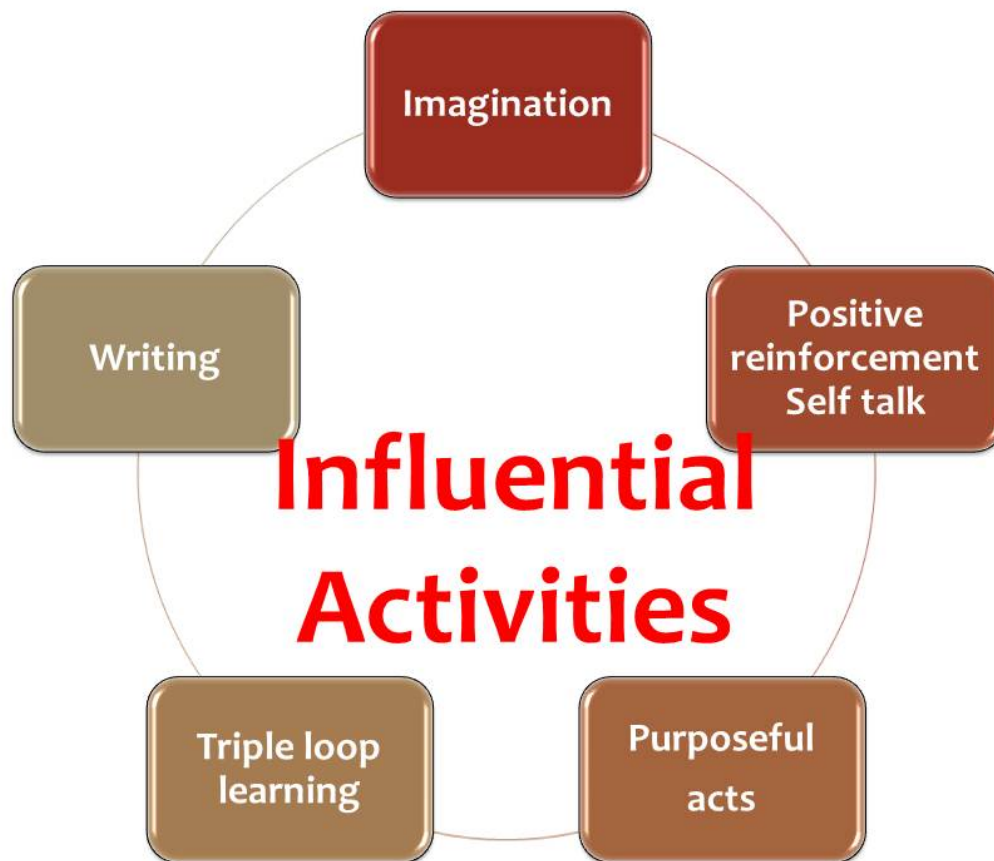 Imagination
Positive
reinforcement
Self talk
Purposeful
acts
Triple loop
learning
Writing
Influential
Activities